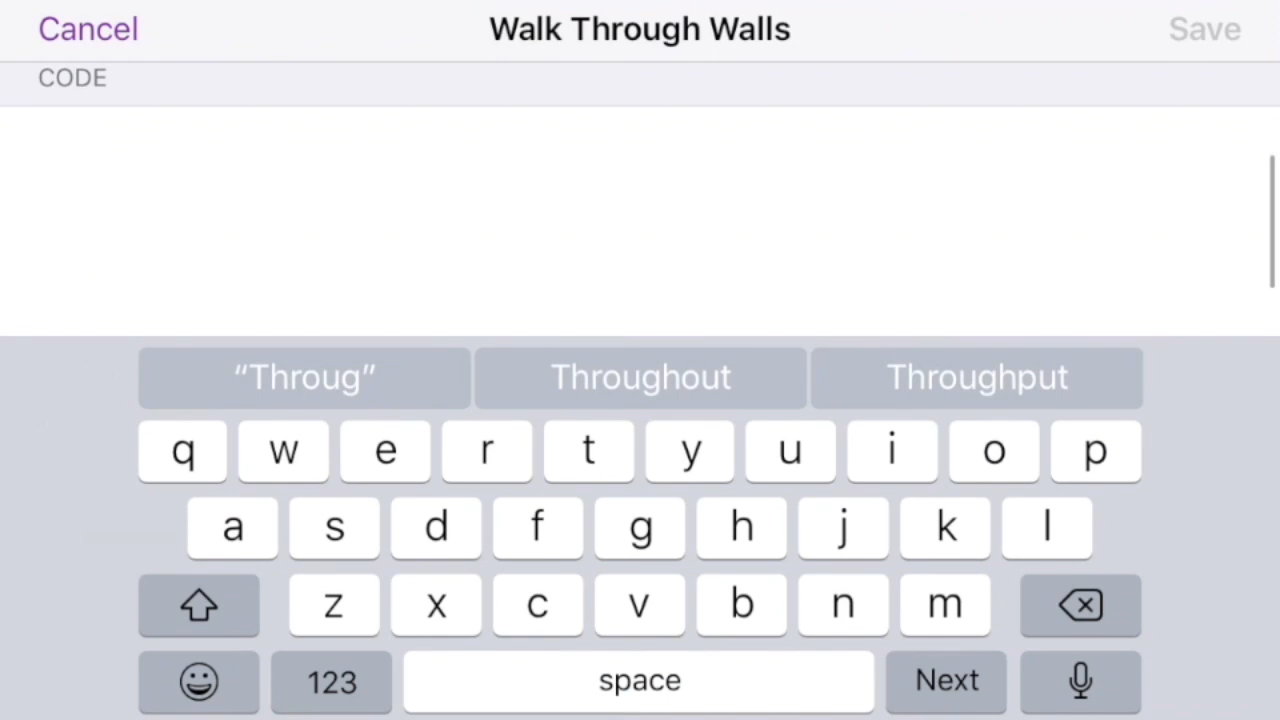 Cancel Walk Through Walls Save
CODE
“Throug” Throughout Throughput
q w e r t y u i o p
a s d f g h j k l
z x c v b n m
123 space Next